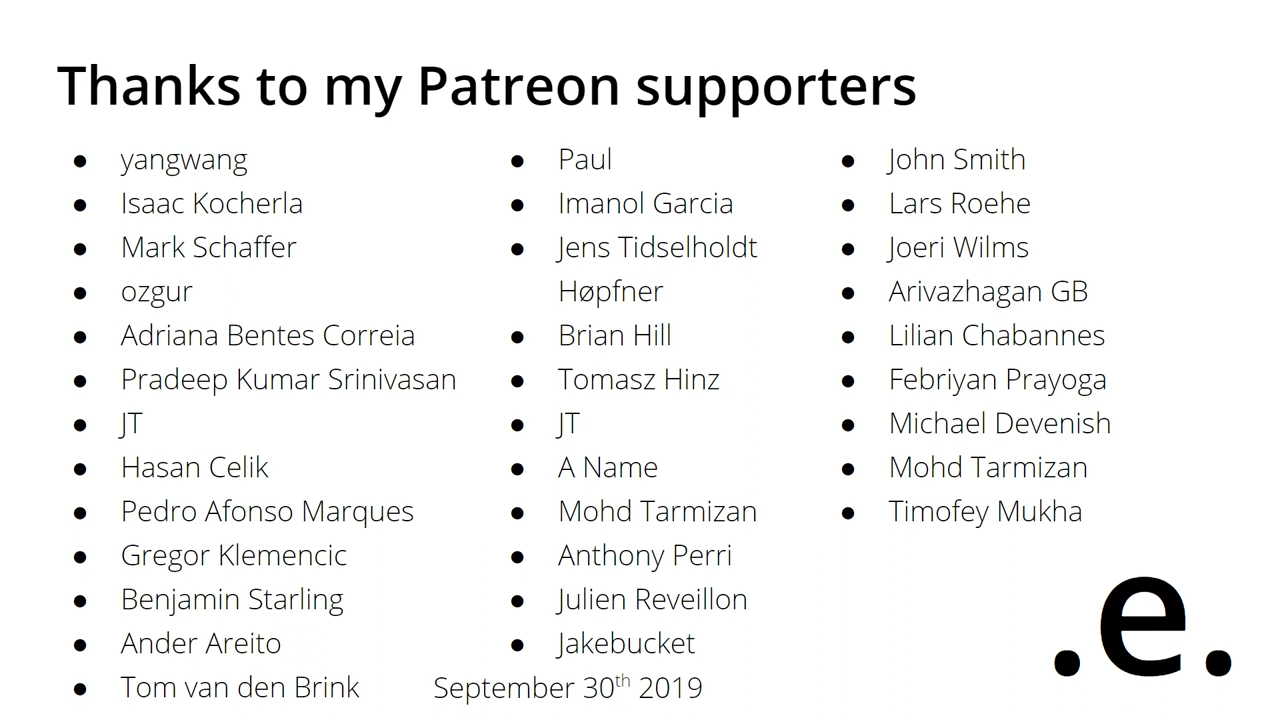 Thanks to my Patreon supporters
● yangwang
● Isaac Kocherla
● Mark Schaffer
● ozgur
● Adriana Bentes Correia
● Pradeep Kumar Srinivasan
● JT
● Hasan Celik
● Pedro Afonso Marques
● Gregor Klemencic
● Benjamin Starling
● Ander Areito
● Tom van den Brink
● Paul
● Imanol Garcia
● Jens Tidselholdt
Høpfner
● Brian Hill
● Tomasz Hinz
● JT
● A Name
● Mohd Tarmizan
● Anthony Perri
● Julien Reveillon
● Jakebucket
● John Smith
● Lars Roehe
● Joeri Wilms
● Arivazhagan GB
● Lilian Chabannes
● Febriyan Prayoga
● Michael Devenish
● Mohd Tarmizan
● Timofey Mukha
September 30th 2019
.e.